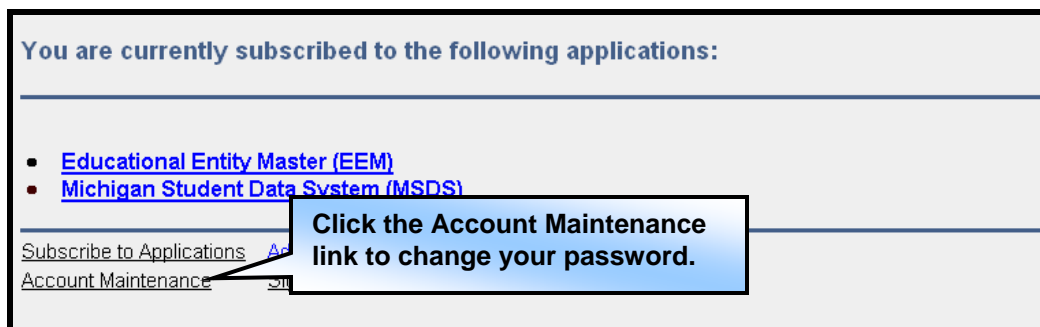 You are currently subscribed to the following applications:
Educational Entity Master (EEM)
Michigan Student Data System (MSDS)
Click the Account Maintenance
link to change your password.
Subscribe to Applications
Account Maintenance